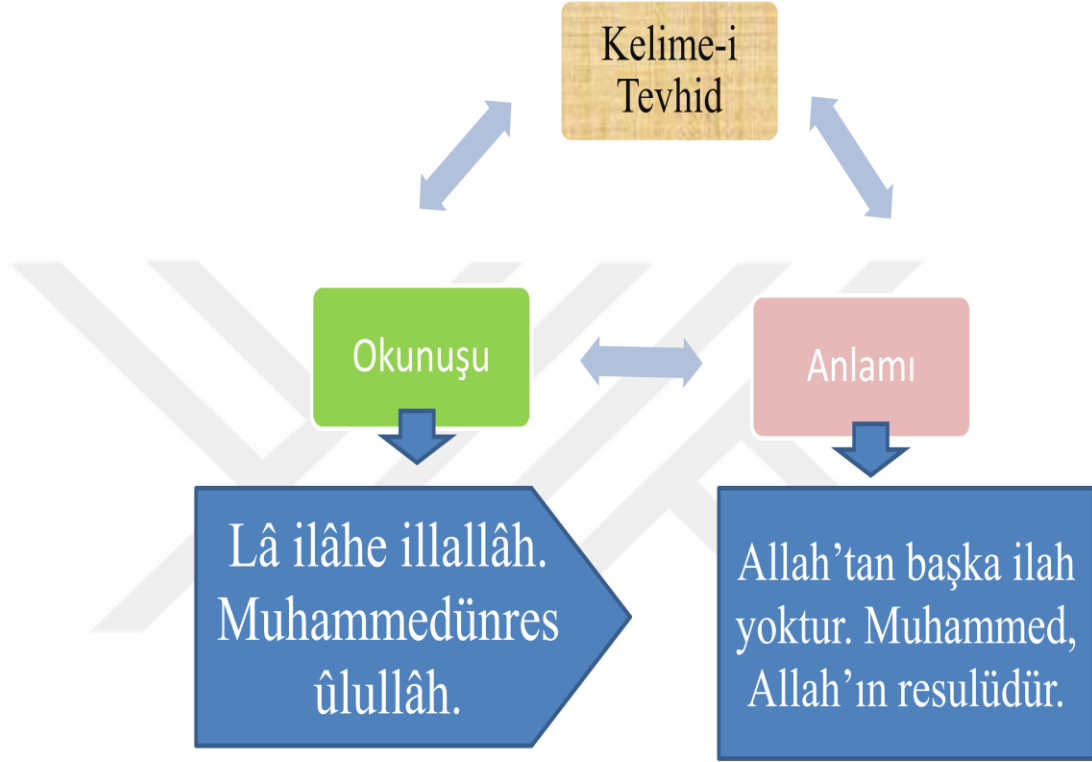 Kelime-i
Tevhid
Okunuşu
Anlamı
Lâ ilâhe illallâh.
Muhammedünres
ûlullâh.
Allah’tan başka ilah
yoktur. Muhammed,
Allah’ın resulüdür.